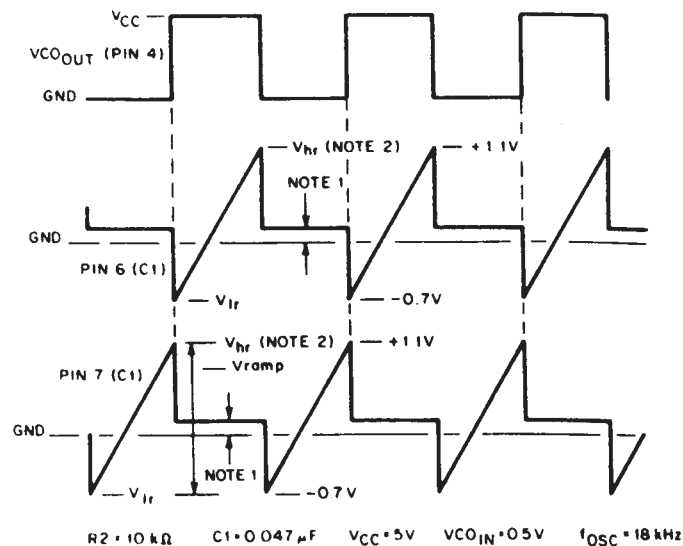 VCC
VCOOUT (PIN 4)
GND
Vhr (NOTE 2)
+1.1V
NOTE 1
GND
PIN 6 (C1)
Vlr
-0.7V
Vhr (NOTE 2)
+1.1V
Vramp
PIN 7 (C1)
GND
NOTE 1
Vlr
-0.7V
R2 = 10 kΩ C1 = 0.047 μF VCC = 5V VCOIN = 0.5V fOSC = 18 kHz